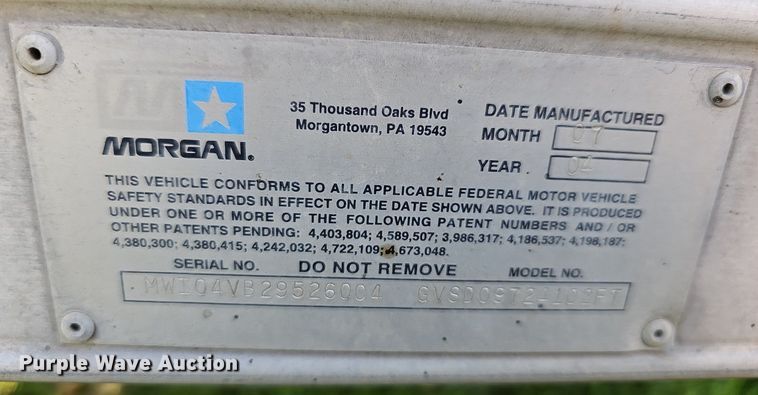 35 Thousand Oaks Blvd
Morgantown, PA 19543
DATE MANUFACTURED
MONTH 07
YEAR 04
MORGAN.
THIS VEHICLE CONFORMS TO ALL APPLICABLE FEDERAL MOTOR VEHICLE
SAFETY STANDARDS IN EFFECT ON THE DATE SHOWN ABOVE. IT IS PRODUCED
UNDER ONE OR MORE OF THE FOLLOWING PATENT NUMBERS AND / OR
OTHER PATENTS PENDING: 4,403,804; 4,589,507; 3,986,317; 4,186,537; 4,198,187;
4,380,300; 4,380,415; 4,242,032; 4,722,109; 4,673,048.
SERIAL NO. DO NOT REMOVE MODEL NO.
MW104VB29526004
Purple Wave Auction